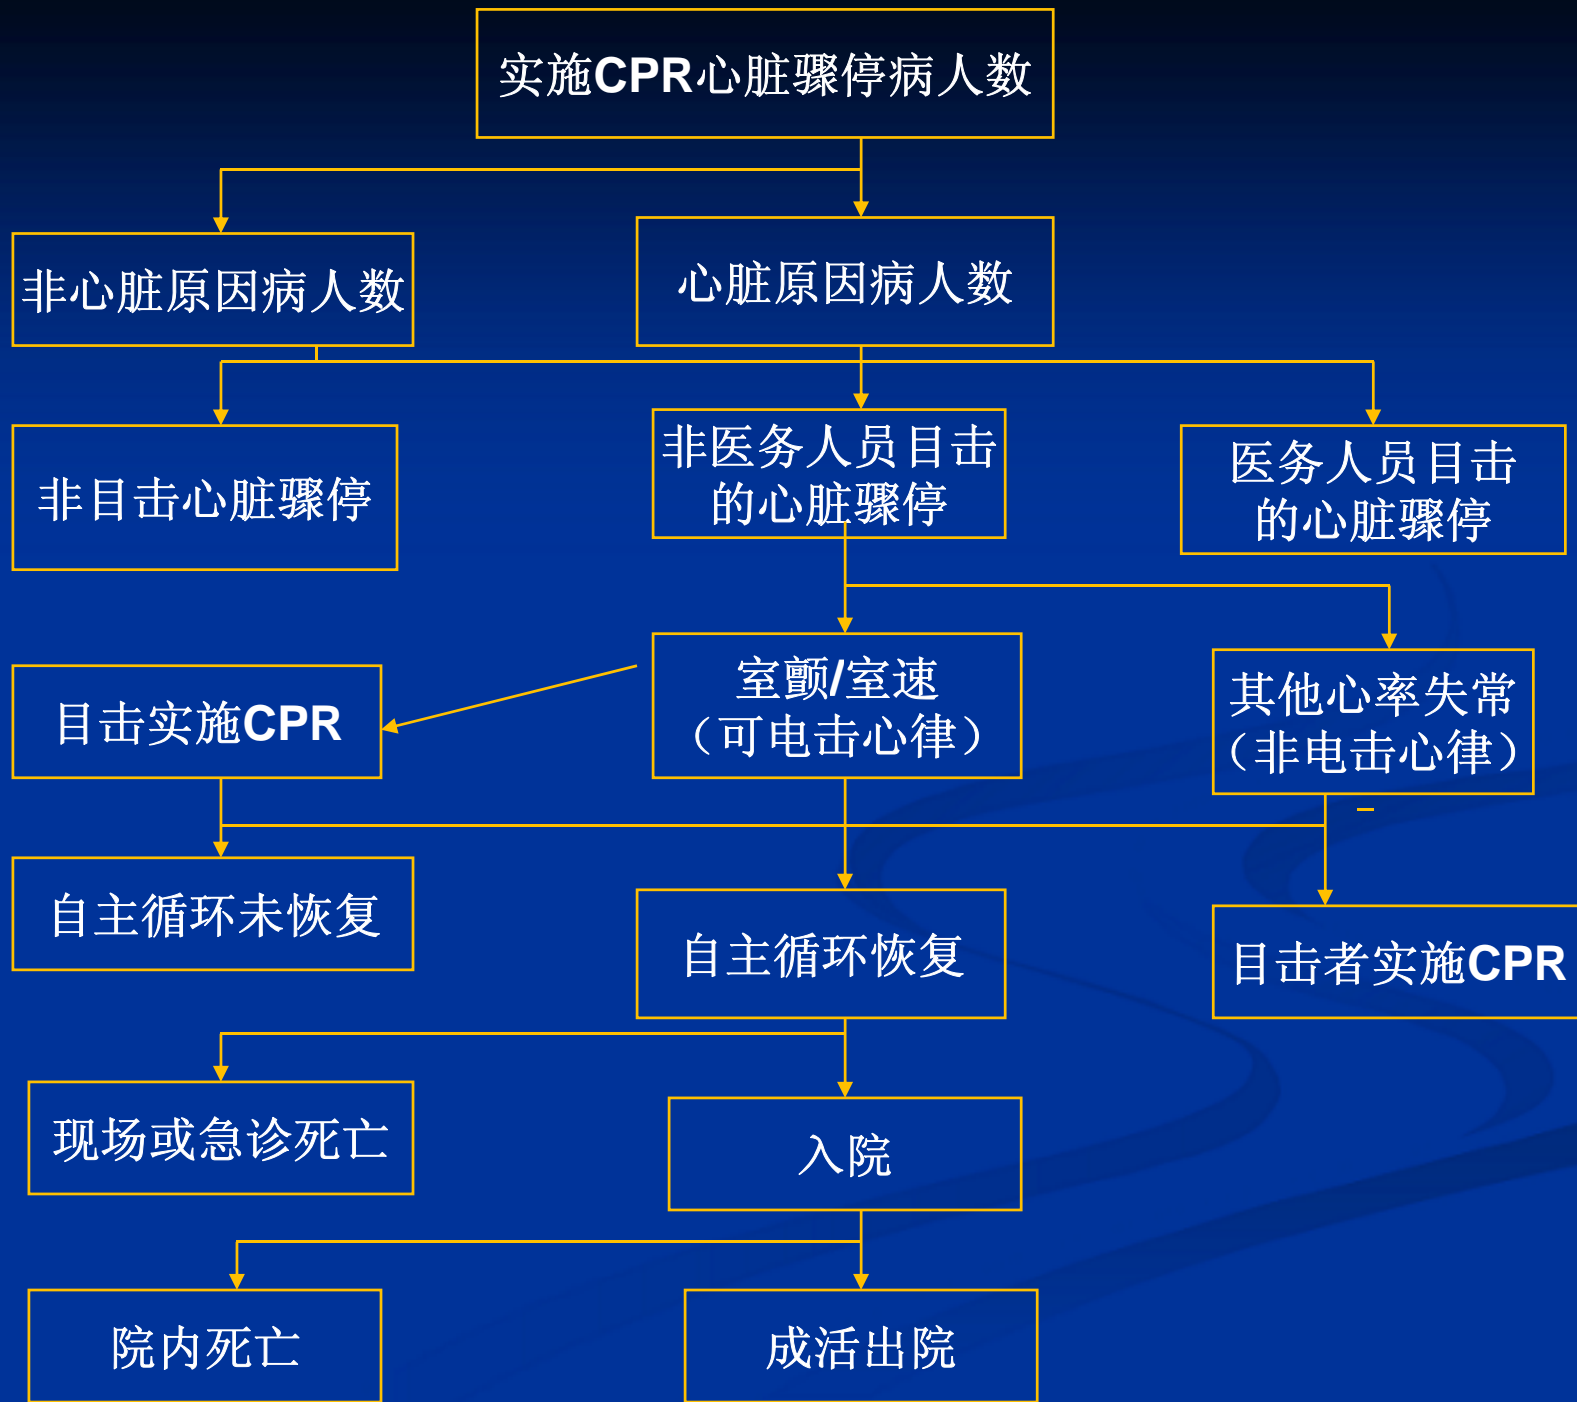 实施CPR心脏骤停病人数
非心脏原因病人数
心脏原因病人数
非目击心脏骤停
非医务人员目击
的心脏骤停
医务人员目击
的心脏骤停
目击实施CPR
室颤/室速
（可电击心律）
其他心率失常
（非电击心律）
自主循环未恢复
自主循环恢复
目击者实施CPR
现场或急诊死亡
入院
院内死亡
成活出院